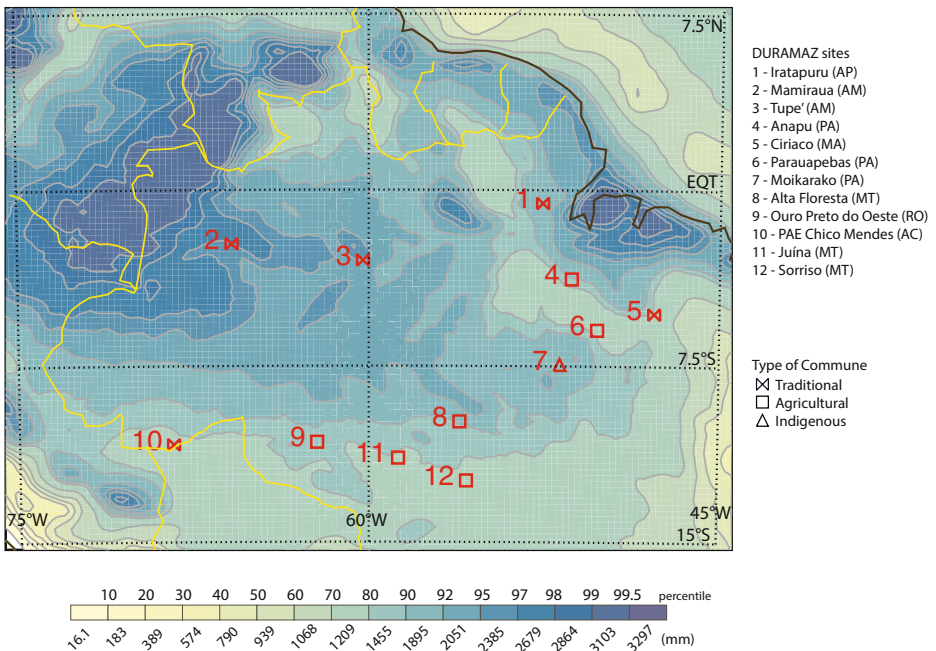 7.5°N
EQT
7.5°S
75°W
60°W
45°W
15°S
1
2
3
4
5
6
7
8
9
10
11
12
DURAMAZ sites
1 - Iratapuru (AP)
2 - Mamiraua (AM)
3 - Tupe' (AM)
4 - Anapu (PA)
5 - Ciriaco (MA)
6 - Parauapebas (PA)
7 - Moikarako (PA)
8 - Alta Floresta (MT)
9 - Ouro Preto do Oeste (RO)
10 - PAE Chico Mendes (AC)
11 - Juína (MT)
12 - Sorriso (MT)
Type of Commune
Traditional
Agricultural
Indigenous
10 20 30 40 50 60 70 80 90 92 95 97 98 99 99.5 percentile
16.1 183 389 574 790 939 1068 1209 1455 1895 2051 2385 2679 2864 3103 3297 (mm)